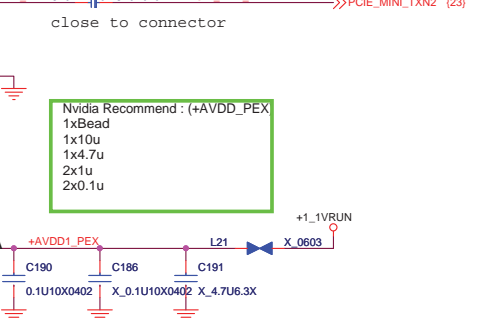 PCIE_MINI_TXN2 {23}
close to connector
Nvidia Recommend : (+AVDD_PEX
1xBead
1x10u
1x4.7u
2x1u
2x0.1u
+1_1VRUN
+AVDD1_PEX
L21
X_0603
C190
C186
C191
0.1U10X0402
X_0.1U10X0402
X_4.7U6.3X